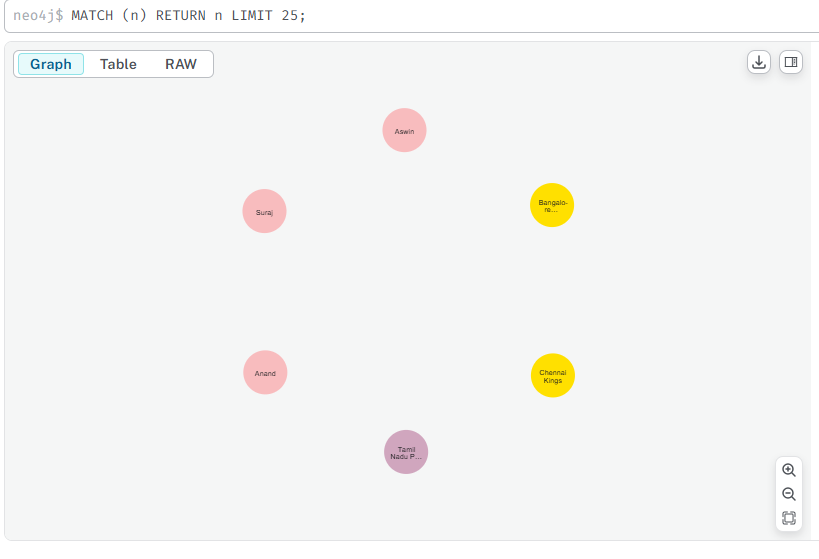 neo4j$ MATCH (n) RETURN n LIMIT 25;
Graph Table RAW
Aswin
Suraj
Bangalo-
re...
Anand
Chennai
Kings
Tamil
Nadu P...